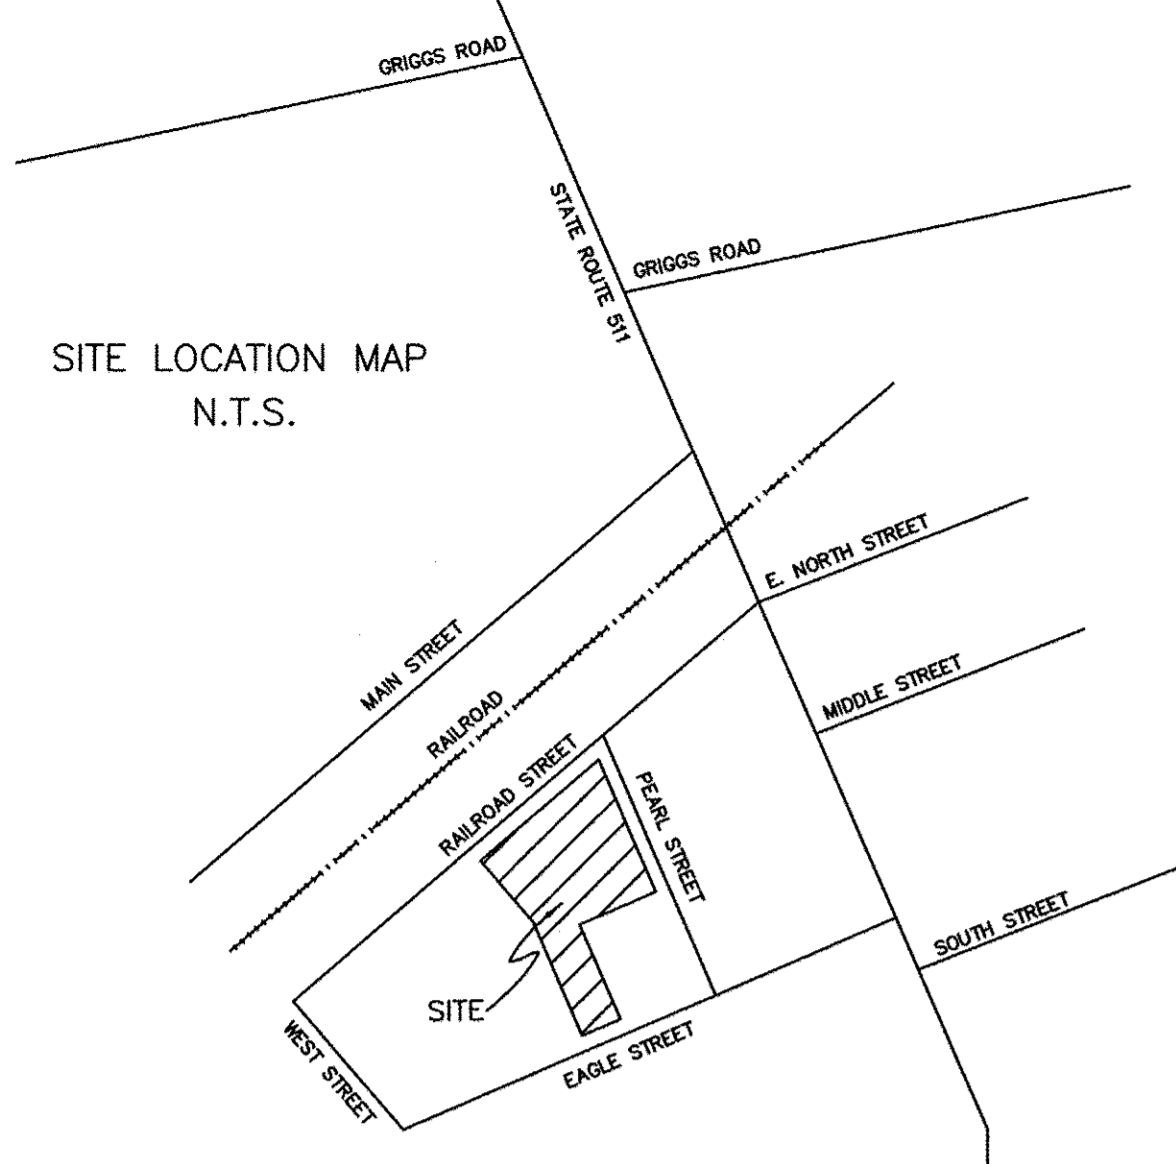 GRIGGS ROAD
STATE ROUTE 511
GRIGGS ROAD
SITE LOCATION MAP
N.T.S.
E. NORTH STREET
MAIN STREET
RAILROAD
MIDDLE STREET
RAILROAD STREET
PEARL STREET
SOUTH STREET
SITE
WEST STREET
EAGLE STREET